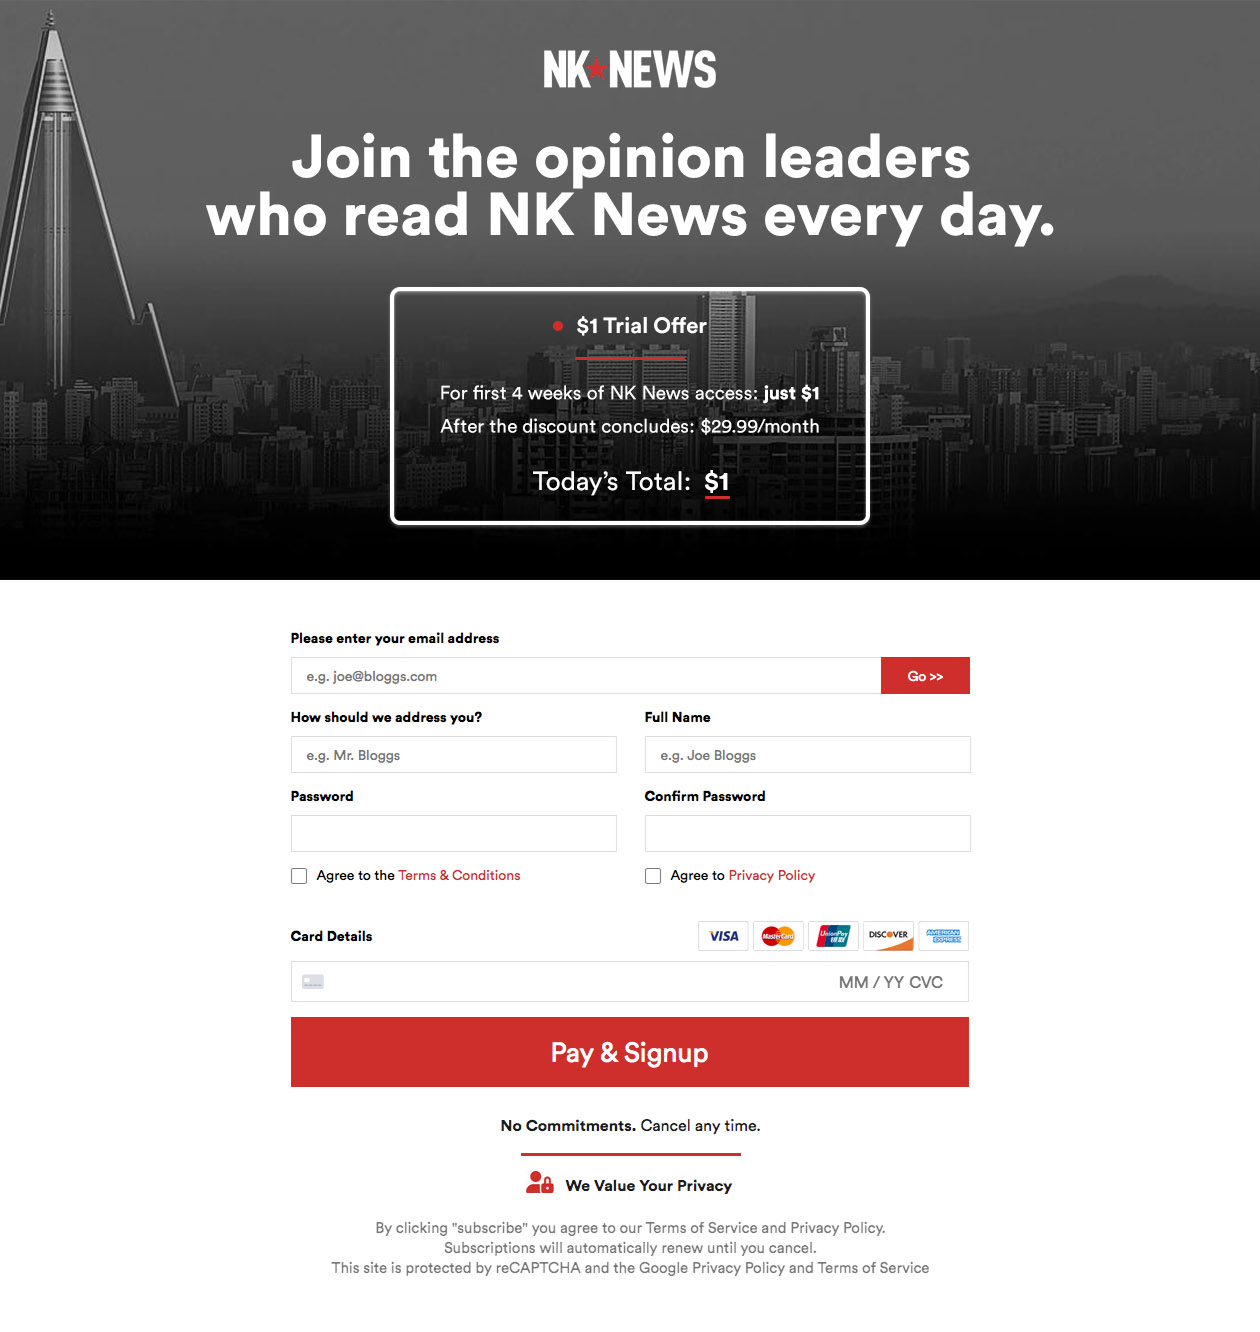 NK NEWS
Join the opinion leaders
who read NK News every day.
$1 Trial Offer
For first 4 weeks of NK News access: just $1
After the discount concludes: $29.99/month
Today's Total: $1
Please enter your email address
e.g. joe@bloggs.com
Go >>
How should we address you?
Full Name
e.g. Mr. Bloggs
e.g. Joe Bloggs
Password
Confirm Password
Agree to the Terms & Conditions
Agree to Privacy Policy
Card Details
VISA
MasterCard
UnionPay
银联
DISCOVER
AMERICAN
EXPRESS
MM / YY CVC
Pay & Signup
No Commitments. Cancel any time.
We Value Your Privacy
By clicking "subscribe" you agree to our Terms of Service and Privacy Policy.
Subscriptions will automatically renew until you cancel.
This site is protected by reCAPTCHA and the Google Privacy Policy and Terms of Service